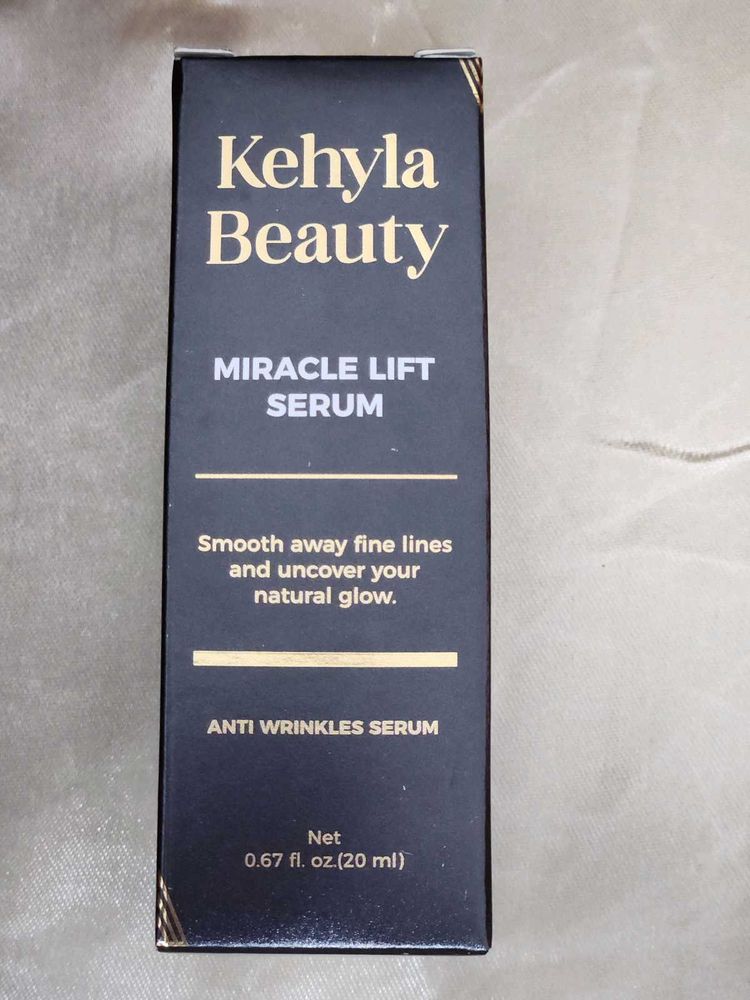 Kehyla
Beauty
MIRACLE LIFT
SERUM
Smooth away fine lines
and uncover your
natural glow.
ANTI WRINKLES SERUM
Net
0.67 fl. oz.(20 ml)